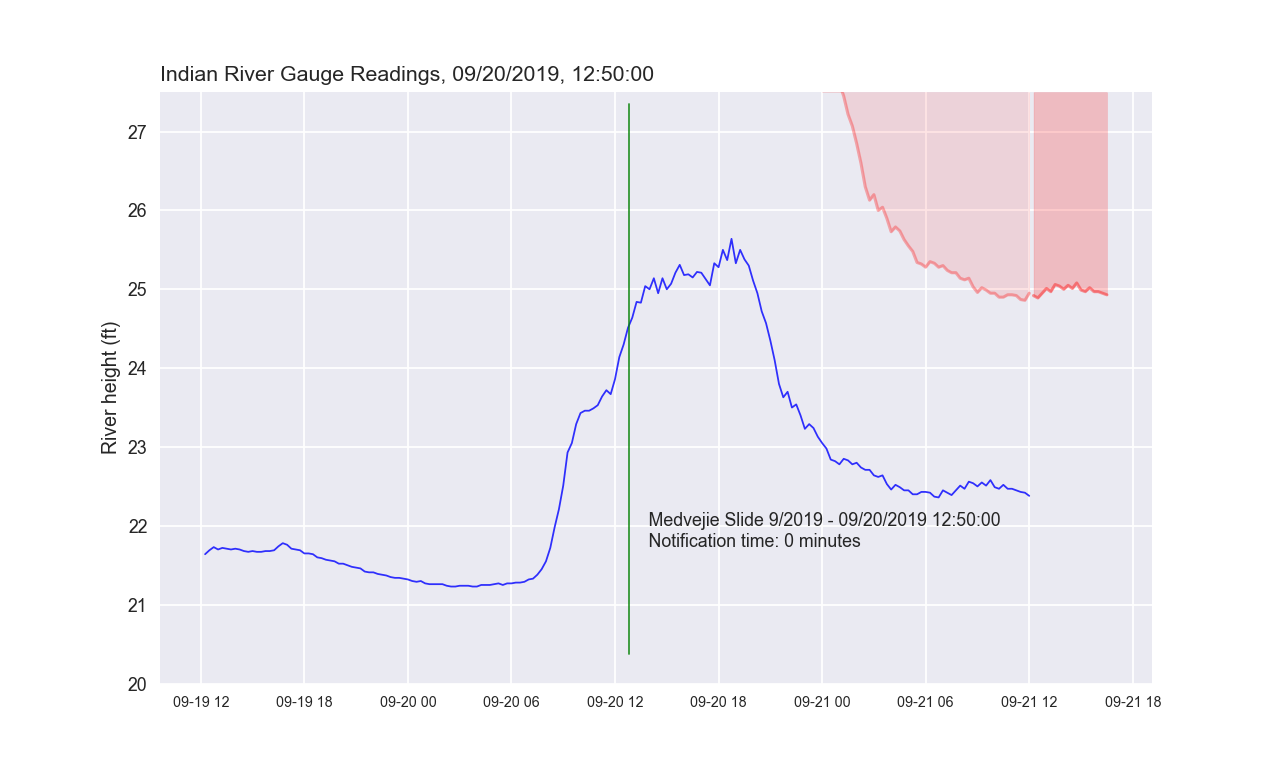 Indian River Gauge Readings, 09/20/2019, 12:50:00
27
26
25
24
23
22
21
20
River height (ft)
Medvejie Slide 9/2019 - 09/20/2019 12:50:00
Notification time: 0 minutes
09-19 12 09-19 18 09-20 00 09-20 06 09-20 12 09-20 18 09-21 00 09-21 06 09-21 12 09-21 18